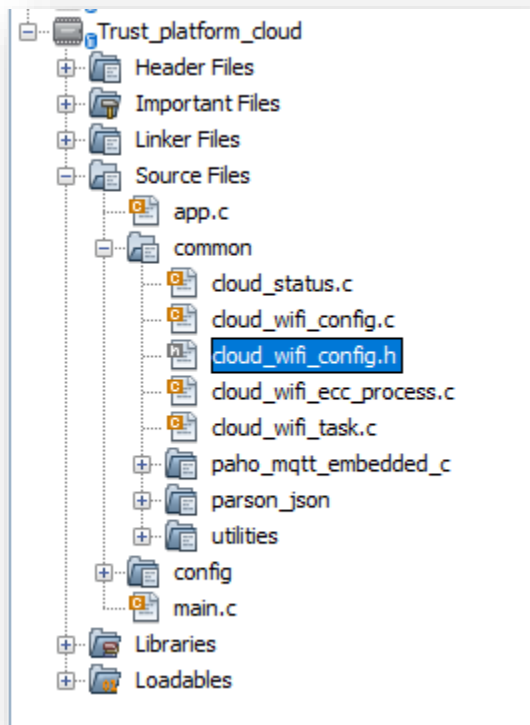 Trust_platform_cloud
Header Files
Important Files
Linker Files
Source Files
app.c
common
cloud_status.c
cloud_wifi_config.c
cloud_wifi_config.h
cloud_wifi_ecc_process.c
cloud_wifi_task.c
paho_mqtt_embedded_c
parson_json
utilities
config
main.c
Libraries
Loadables